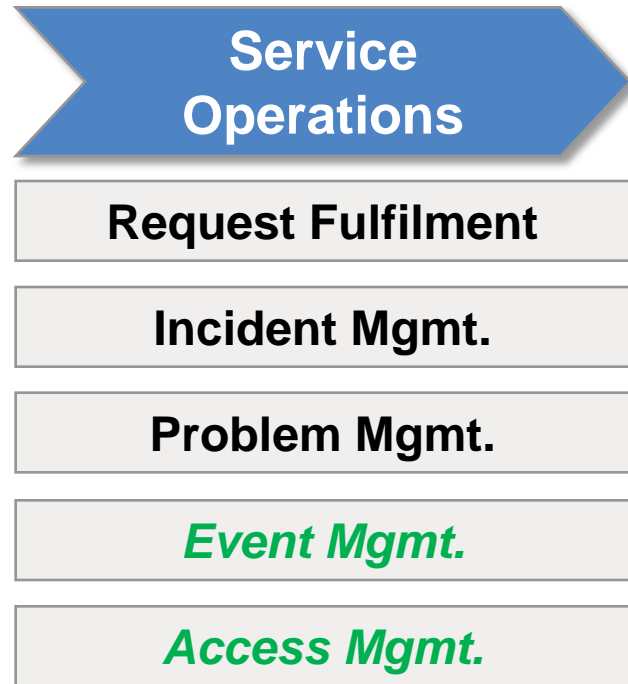 Service
Operations
Request Fulfilment
Incident Mgmt.
Problem Mgmt.
Event Mgmt.
Access Mgmt.